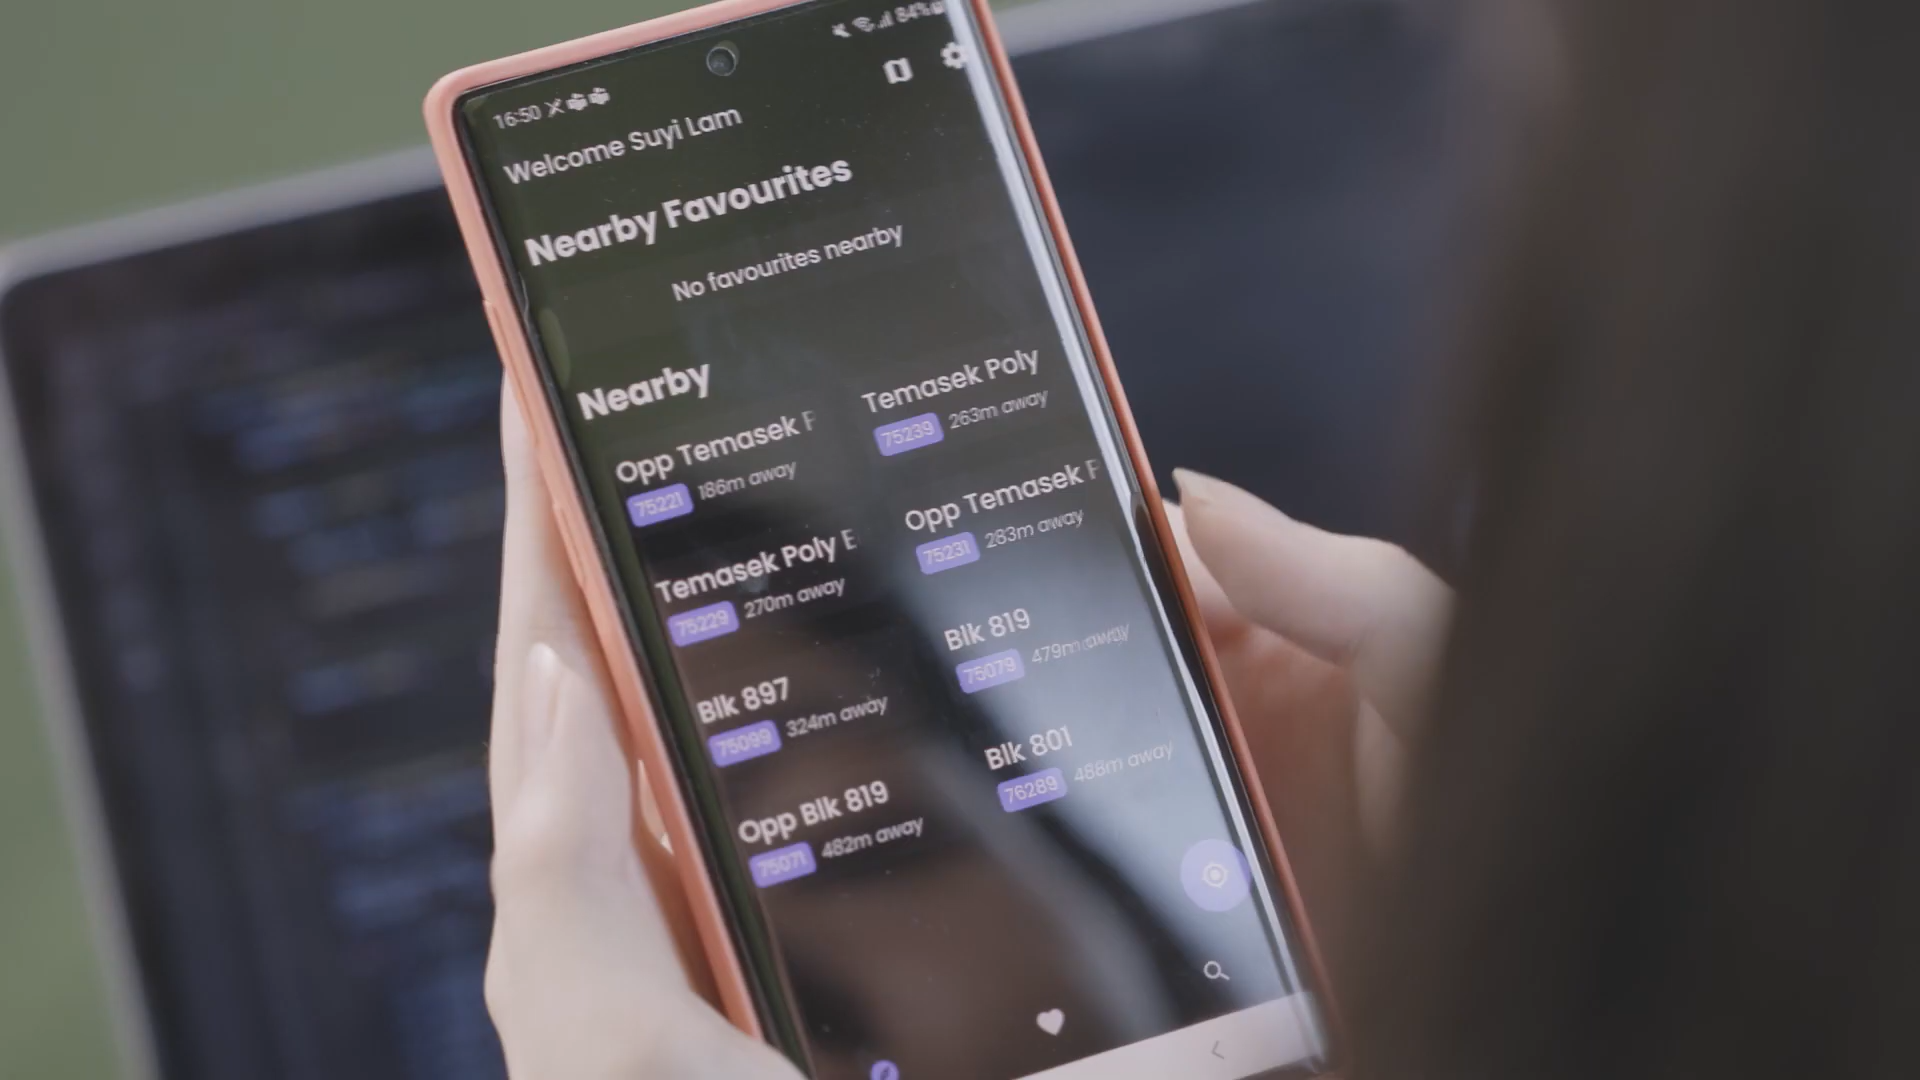 16:50
84%
Welcome Suyi Lam
Nearby Favourites
No favourites nearby
Nearby
Opp Temasek P
75221 186m away
Temasek Poly
75239 263m away
Temasek Poly E
75229 270m away
Opp Temasek P
75231 283m away
Blk 897
75099 324m away
Blk 819
75079 479m away
Opp Blk 819
75071 482m away
Blk 801
76289 488m away